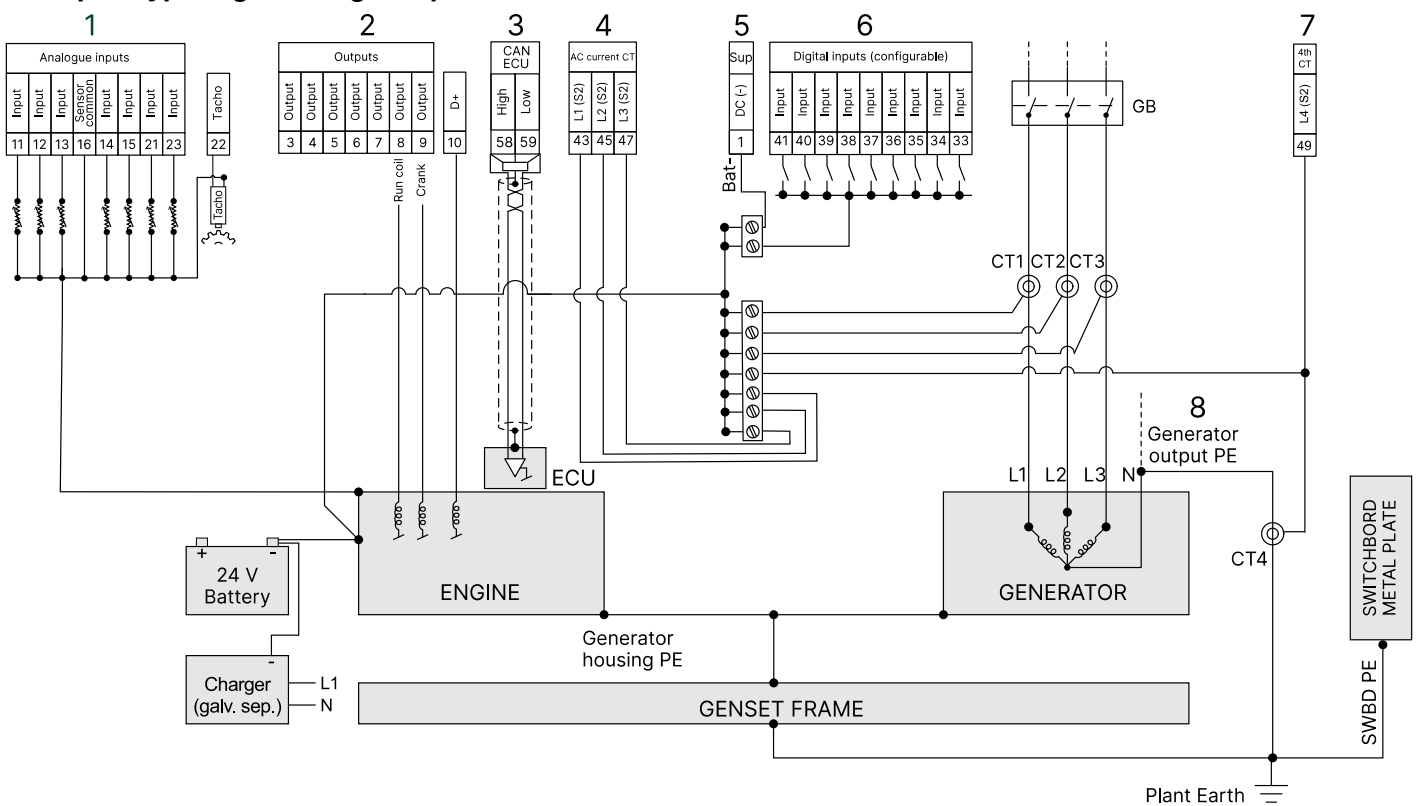 1
2
3
4
5
6
7
Analogue inputs
Input
Input
Input
Sensor
common
Input
Input
Input
Input
11
12
13
16
14
15
21
23
Tacho
22
Tacho
Outputs
Output
Output
Output
Output
Output
Output
Output
3
4
5
6
7
8
9
D+
10
Run coil
Crank
CAN
ECU
High
Low
58
59
AC current CT
L1 (S2)
L2 (S2)
L3 (S2)
43
45
47
Sup
DC (-)
1
Bat-
Digital inputs (configurable)
Input
Input
Input
Input
Input
Input
Input
Input
Input
41
40
39
38
37
36
35
34
33
GB
4th
CT
L4 (S2)
49
CT1
CT2
CT3
8
Generator
output PE
L1
L2
L3
N
ECU
CT4
+
-
24 V
Battery
ENGINE
GENERATOR
SWITCHBORD
METAL PLATE
Generator
housing PE
-
Charger
(galv. sep.)
L1
N
GENSET FRAME
SWBD PE
Plant Earth